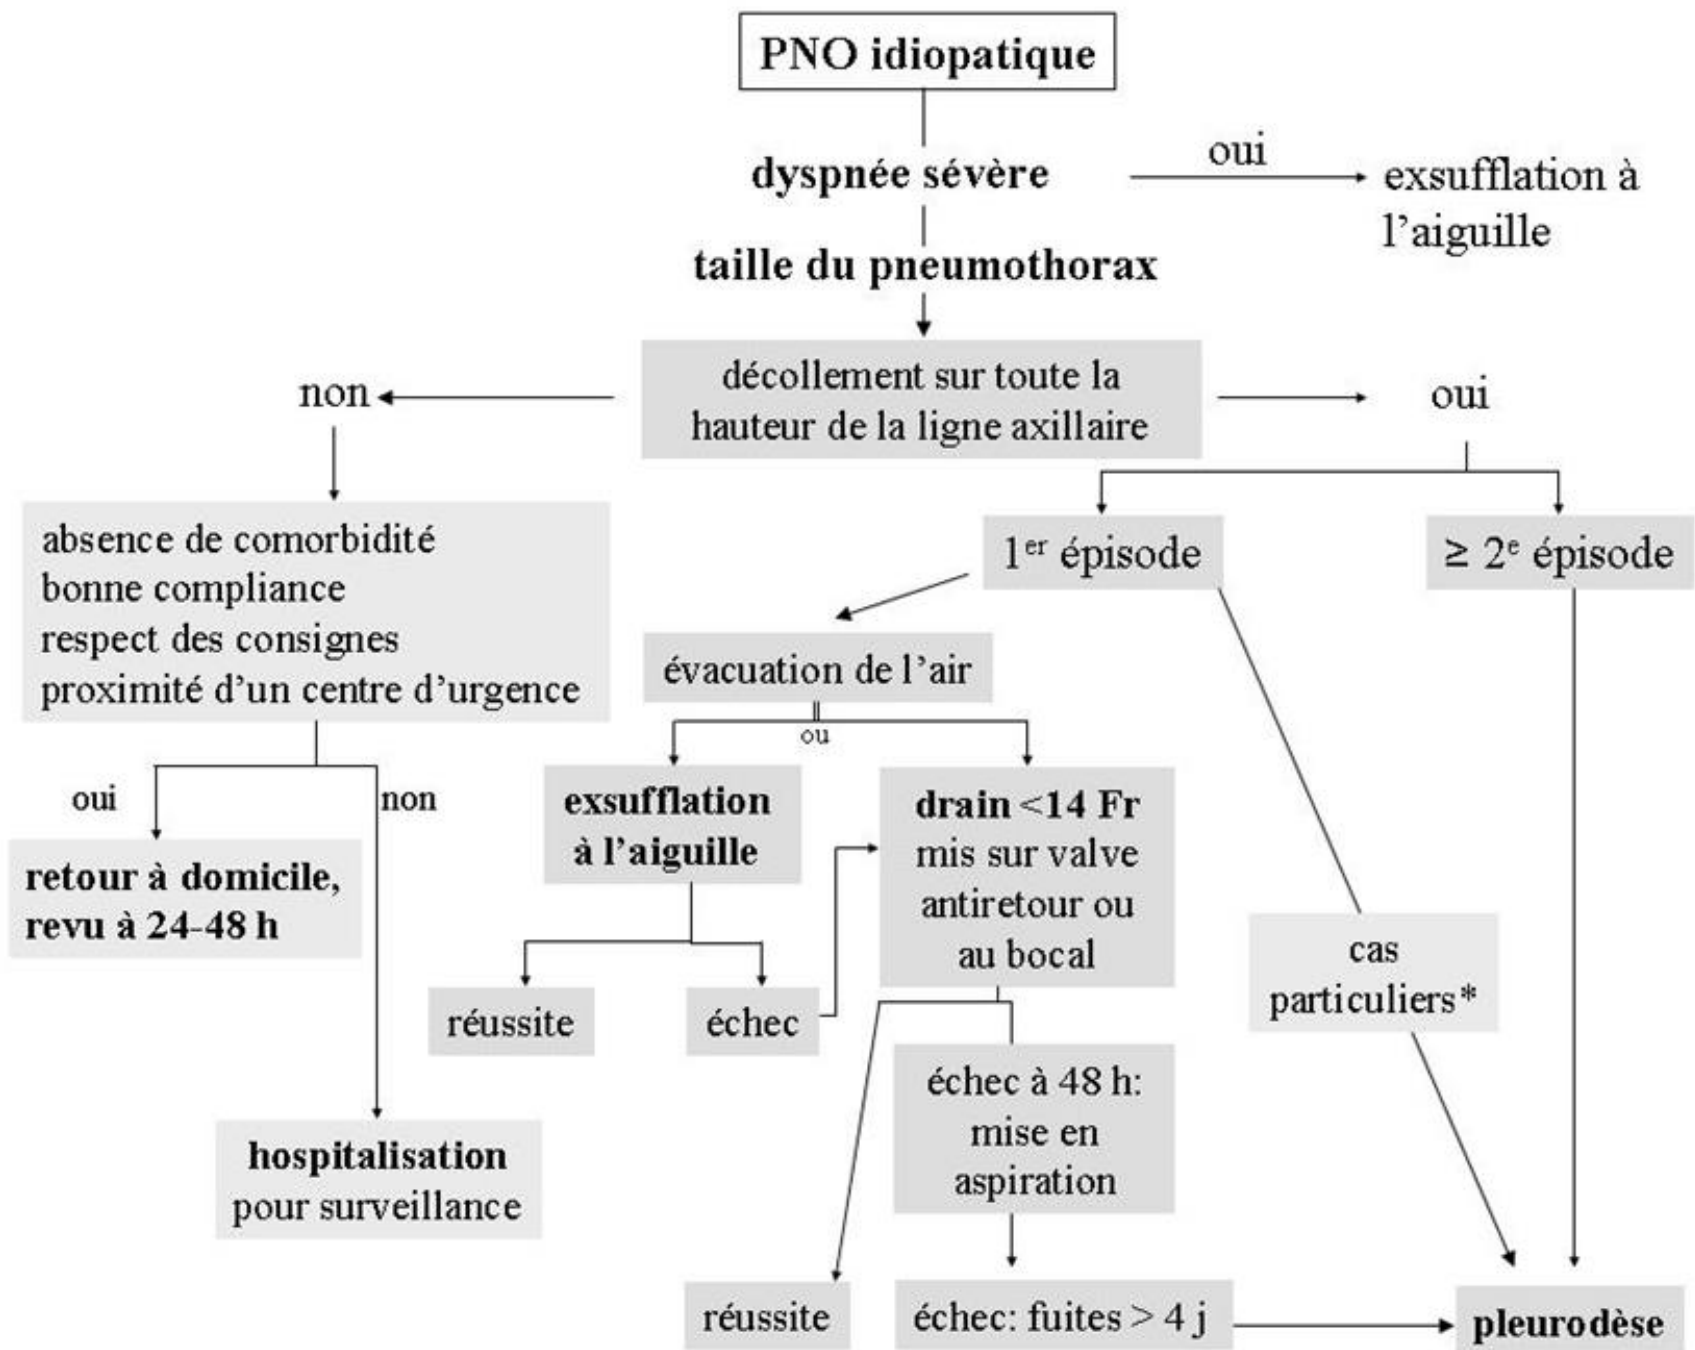 PNO idiopatique
dyspnée sévère
oui
exsufflation à
l’aiguille
taille du pneumothorax
décollement sur toute la
hauteur de la ligne axillaire
non
oui
absence de comorbidité
bonne compliance
respect des consignes
proximité d’un centre d’urgence
1er épisode
≥ 2e épisode
évacuation de l’air
ou
oui
non
retour à domicile,
revu à 24-48 h
exsufflation
à l’aiguille
drain <14 Fr
mis sur valve
antiretour ou
au bocal
cas
particuliers*
réussite
échec
échec à 48 h:
mise en
aspiration
hospitalisation
pour surveillance
réussite
échec: fuites > 4 j
pleurodèse